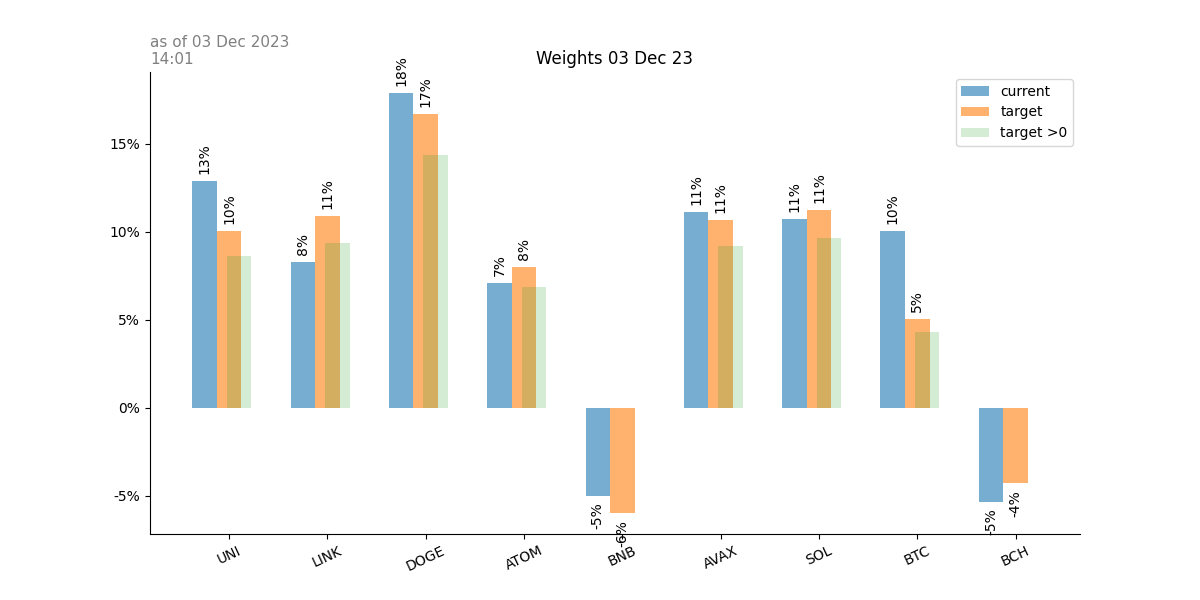 as of 03 Dec 2023
14:01
Weights 03 Dec 23
current
target
target >0
15%
10%
5%
0%
-5%
13%
10%
8%
11%
18%
17%
7%
8%
-5%
-6%
11%
11%
11%
11%
10%
5%
-5%
-4%
UNI
LINK
DOGE
ATOM
BNB
AVAX
SOL
BTC
BCH